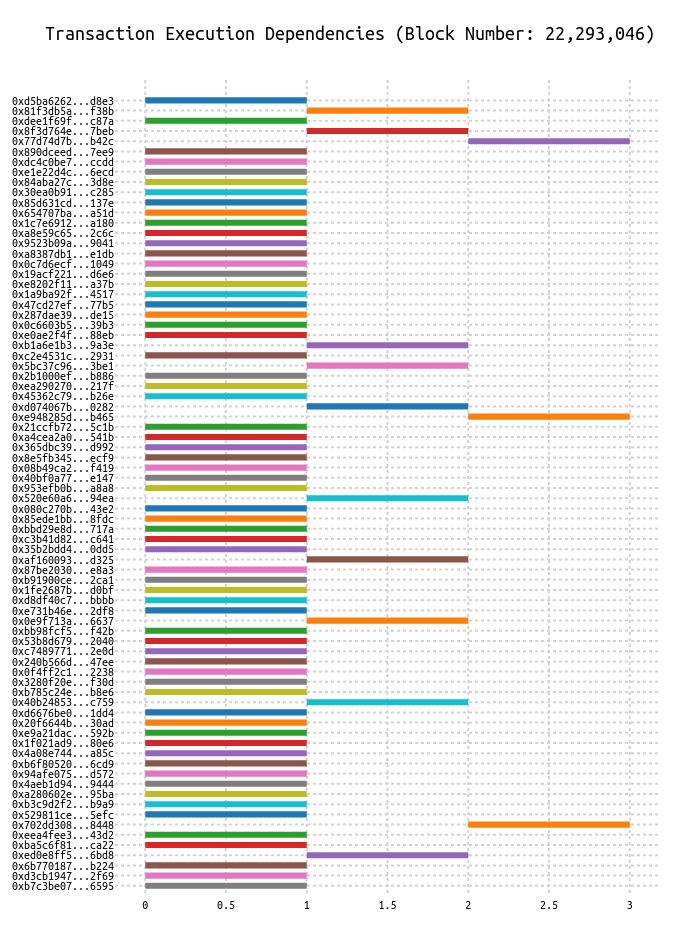 Transaction Execution Dependencies (Block Number: 22,293,046)
0xd5ba6262...d8e3
0x81f3db5a...f38b
0xdee1f69f...c87a
0x8f3d764e...7beb
0x77d74d7b...b42c
0x890dceed...7ee9
0xdc4c0be7...ccdd
0xe1e22d4c...6ecd
0x84aba27c...3d8e
0x30ea0b91...c285
0x85d631cd...137e
0x654707ba...a51d
0x1c7e6912...a180
0xa8e59c65...2c6c
0x9523b09a...9041
0xa8387db1...e1db
0x0c7d6ecf...1049
0x19acf221...d6e6
0xe8202f11...a37b
0x1a9ba92f...4517
0x47cd27ef...77b5
0x287dae39...de15
0x0c6603b5...39b3
0xe0ae2f4f...88eb
0xb1a6e1b3...9a3e
0xc2e4531c...2931
0x5bc37c96...3be1
0x2b1000ef...b886
0xea290270...217f
0x45362c79...b26e
0xd074067b...0282
0xe948285d...b465
0x21ccfb72...5c1b
0xa4cea2a0...541b
0x365dbc39...d992
0x8e5fb345...ecf9
0x08b49ca2...f419
0x40bf0a77...e147
0x953efb0b...a8a8
0x520e60a6...94ea
0x080c270b...43e2
0x85ede1bb...8fdc
0xbbd29e8d...717a
0xc3b41d82...c641
0x35b2bdd4...0dd5
0xaf160093...d325
0x87be2030...e8a3
0xb91900ce...2ca1
0x1fe2687b...d0bf
0xd8df40c7...bbbb
0xe731b46e...2df8
0x0e9f713a...6637
0xbb98fcf5...f42b
0x53b8d679...2040
0xc7489771...2e0d
0x240b566d...47ee
0x0f4ff2c1...2238
0x3280f20e...f30d
0xb785c24e...b8e6
0x40b24853...c759
0xd6676be0...1dd4
0x20f6644b...30ad
0xe9a21dac...592b
0x1f021ad9...80e6
0x4a08e744...a85c
0xb6f80520...6cd9
0x94afe075...d572
0x4aeb1d94...9444
0xa280602e...95ba
0xb3c9d2f2...b9a9
0x529811ce...5efc
0x702dd308...8448
0xeea4fee3...43d2
0xba5c6f81...ca22
0xed0e8ff5...6bd8
0x6b770187...b224
0xd3cb1947...2f69
0xb7c3be07...6595
0 0.5 1 1.5 2 2.5 3